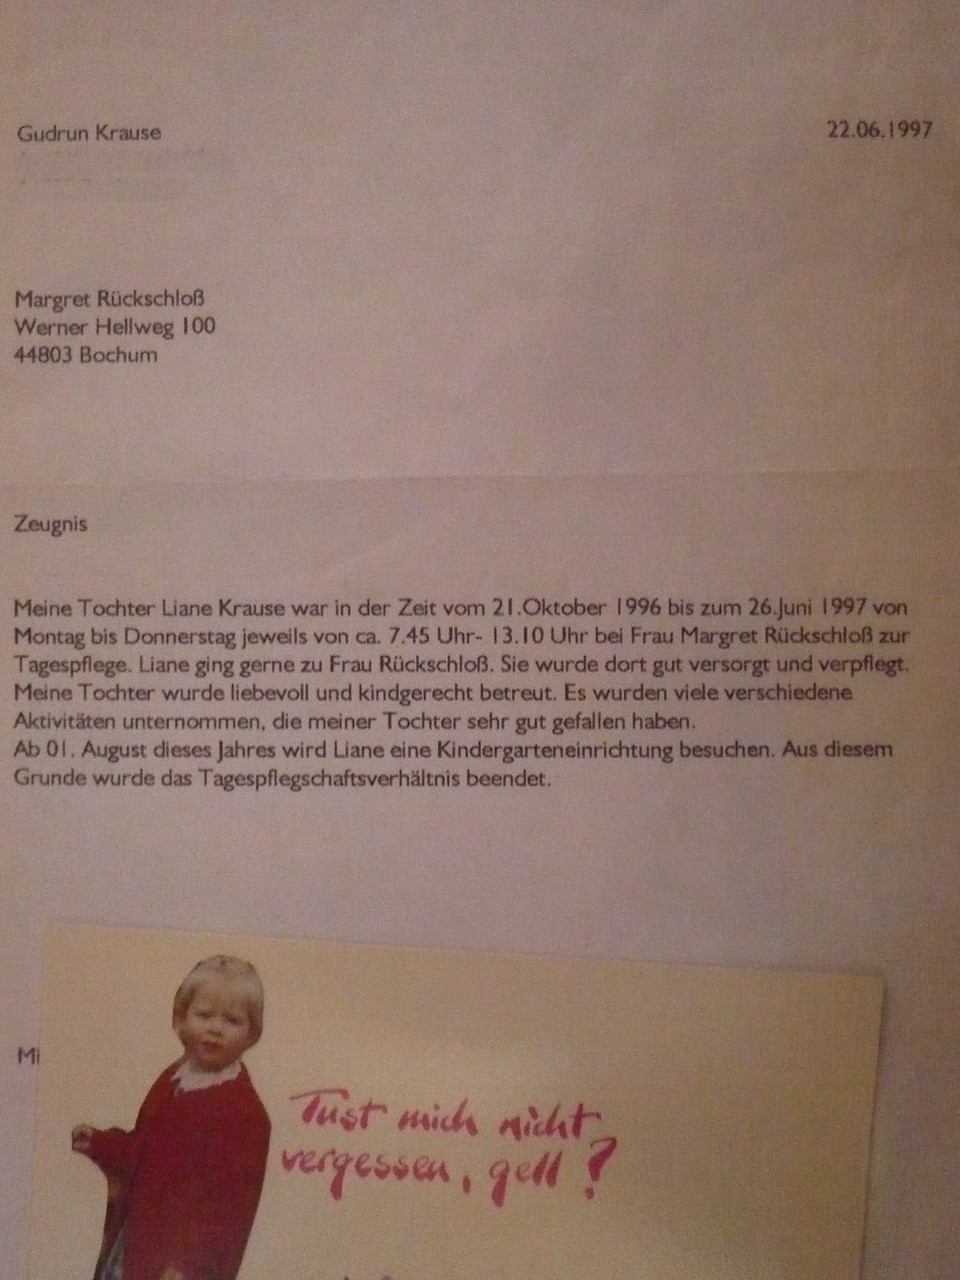 Gudrun Krause
22.06.1997
Margret Rückschloß
Werner Hellweg 100
44803 Bochum
Zeugnis
Meine Tochter Liane Krause war in der Zeit vom 21.Oktober 1996 bis zum 26.Juni 1997 von
Montag bis Donnerstag jeweils von ca. 7.45 Uhr- 13.10 Uhr bei Frau Margret Rückschloß zur
Tagespflege. Liane ging gerne zu Frau Rückschloß. Sie wurde dort gut versorgt und verpflegt.
Meine Tochter wurde liebevoll und kindgerecht betreut. Es wurden viele verschiedene
Aktivitäten unternommen, die meiner Tochter sehr gut gefallen haben.
Ab 01. August dieses Jahres wird Liane eine Kindergarteneinrichtung besuchen. Aus diesem
Grunde wurde das Tagespflegschaftsverhältnis beendet.
Mi
Tust mich nicht
vergessen, gell?